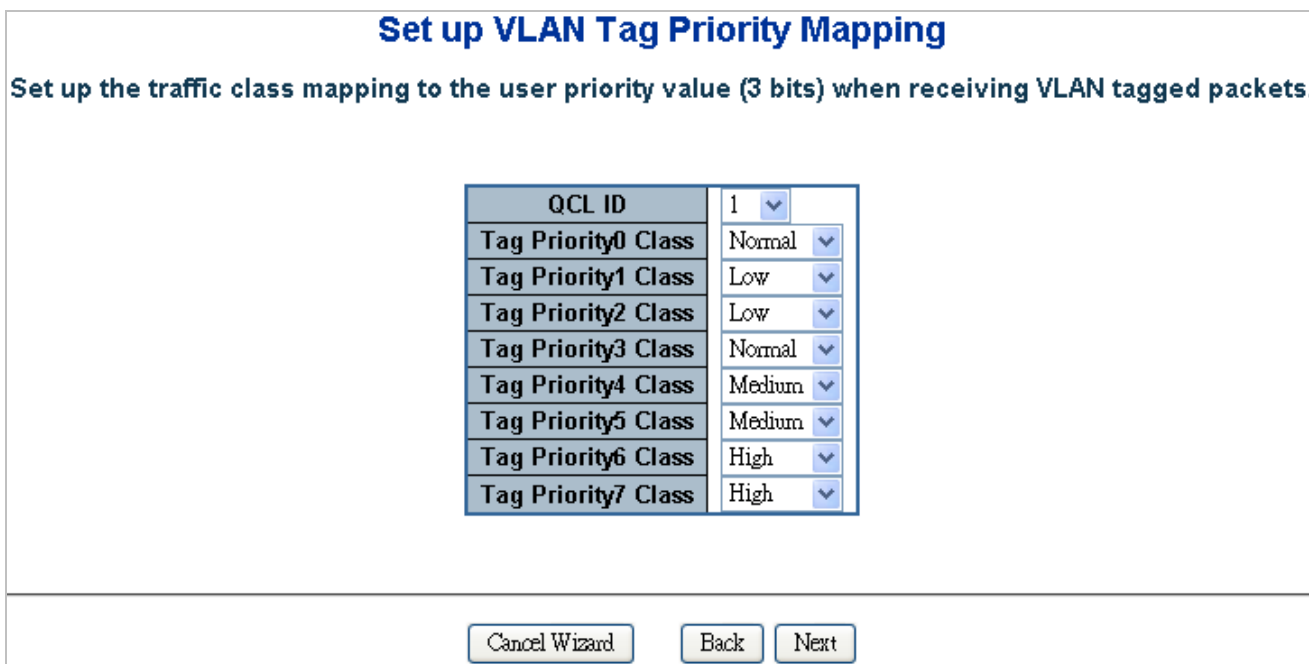 Set up VLAN Tag Priority Mapping
Set up the traffic class mapping to the user priority value (3 bits) when receiving VLAN tagged packets.
QCL ID 1
Tag Priority0 Class Normal
Tag Priority1 Class Low
Tag Priority2 Class Low
Tag Priority3 Class Normal
Tag Priority4 Class Medium
Tag Priority5 Class Medium
Tag Priority6 Class High
Tag Priority7 Class High
Cancel Wizard Back Next